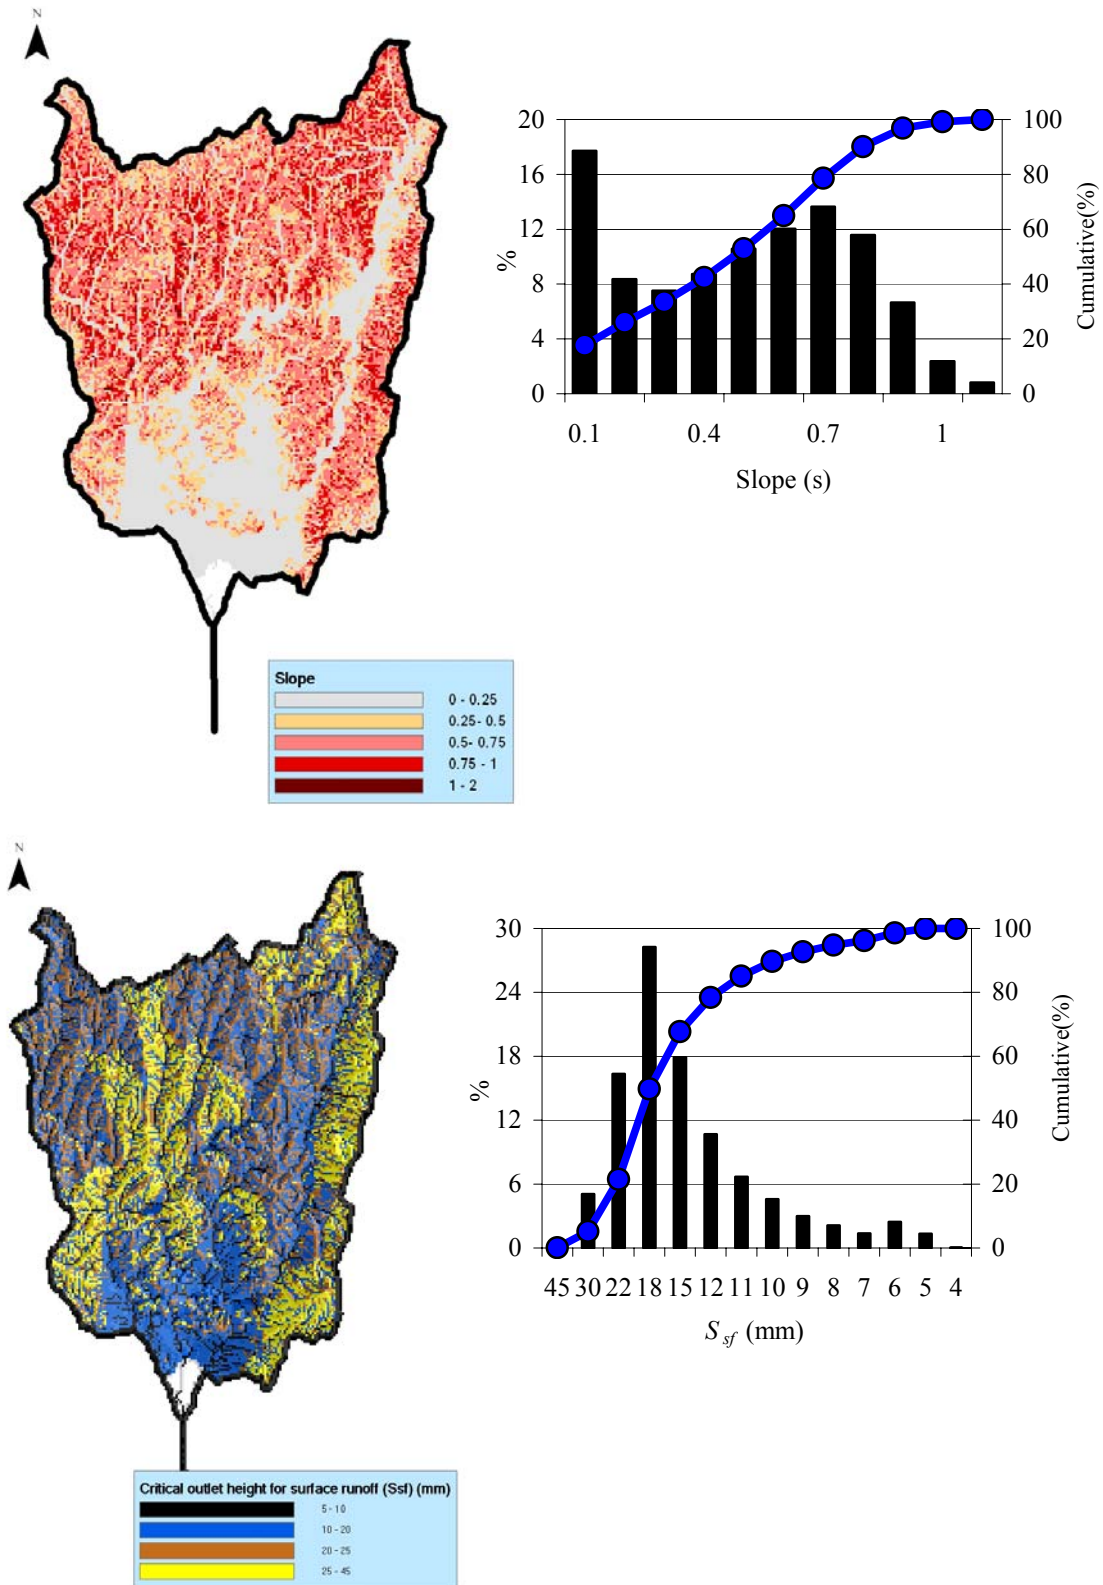 N
20
16
12
8
4
0
%
100
80
60
40
20
0
Cumulative(%)
0.1 0.4 0.7 1
Slope (s)
Slope
0 - 0.25
0.25- 0.5
0.5- 0.75
0.75 - 1
1 - 2
N
30
24
18
12
6
0
%
100
80
60
40
20
0
Cumulative(%)
45 30 22 18 15 12 11 10 9 8 7 6 5 4
S sf (mm)
Critical outlet height for surface runoff (Ssf) (mm)
5 - 10
10 - 20
20 - 25
25 - 45